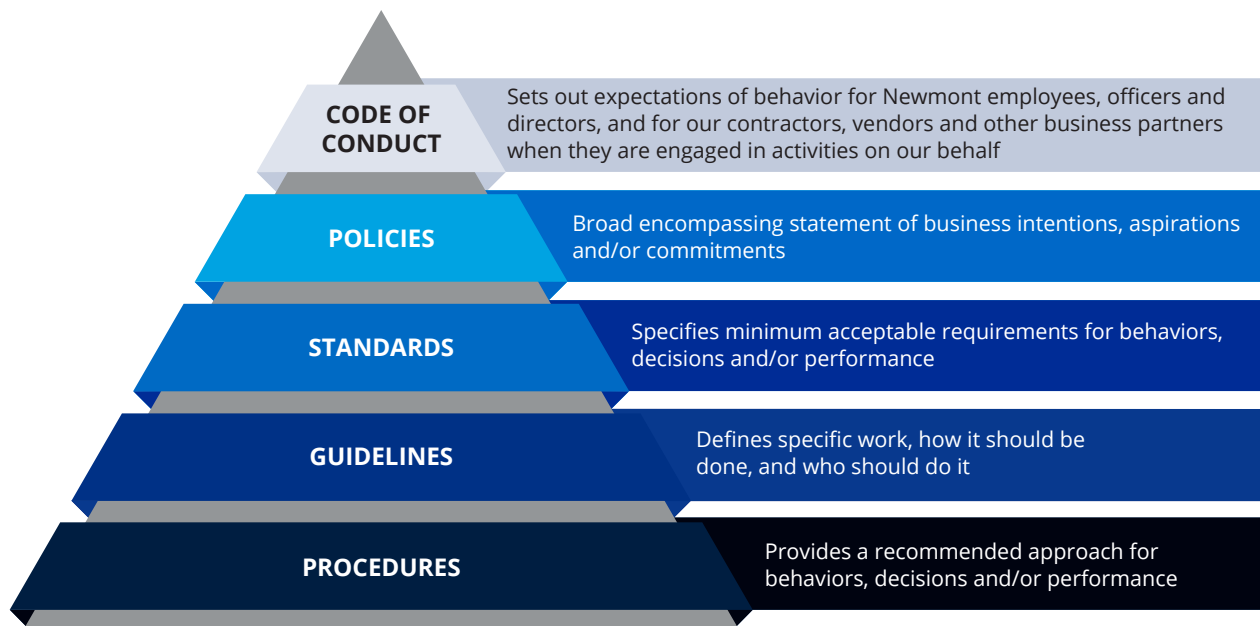 CODE OF
CONDUCT
Sets out expectations of behavior for Newmont employees, officers and
directors, and for our contractors, vendors and other business partners
when they are engaged in activities on our behalf
POLICIES
Broad encompassing statement of business intentions, aspirations
and/or commitments
STANDARDS
Specifies minimum acceptable requirements for behaviors,
decisions and/or performance
GUIDELINES
Defines specific work, how it should be
done, and who should do it
PROCEDURES
Provides a recommended approach for
behaviors, decisions and/or performance